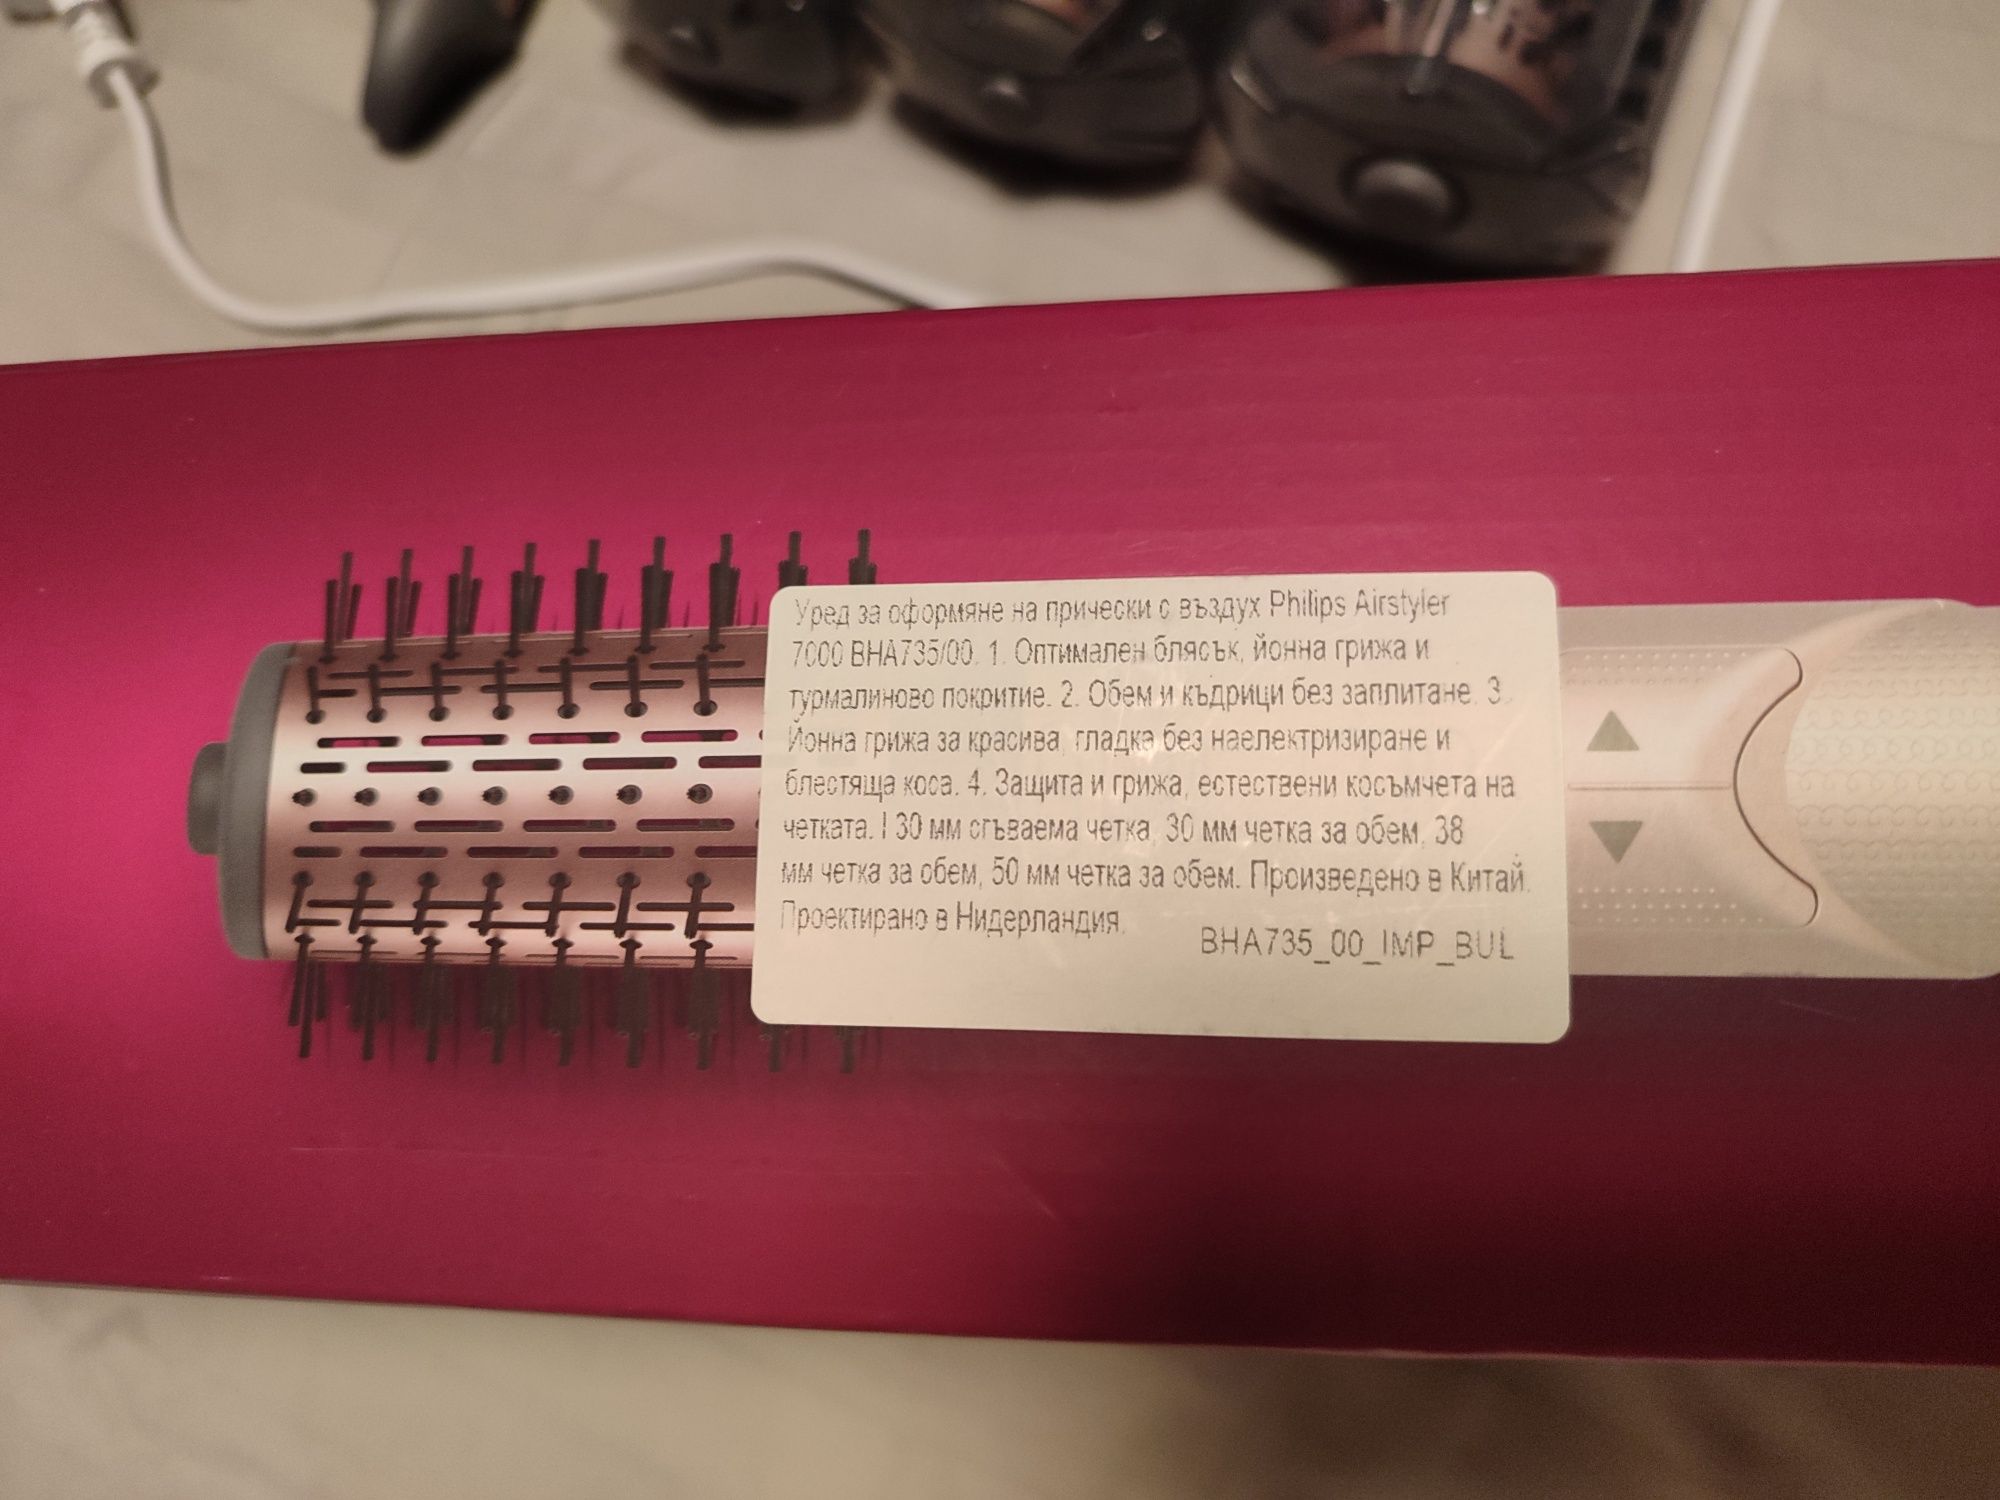 Уред за оформяне на прически с въздух Philips Airstyler
7000 BHA735/00. 1. Оптимален блясък, йонна грижа и
турмалиново покритие. 2. Обем и къдрици без заплитане. 3.
Йонна грижа за красива, гладка без наелектризиране и
блестяща коса. 4. Защита и грижа, естествени косъмчета на
четката. I 30 мм сгъваема четка, 30 мм четка за обем, 38
мм четка за обем, 50 мм четка за обем. Произведено в Китай.
Проектирано в Нидерландия.
BHA735_00_IMP_BUL